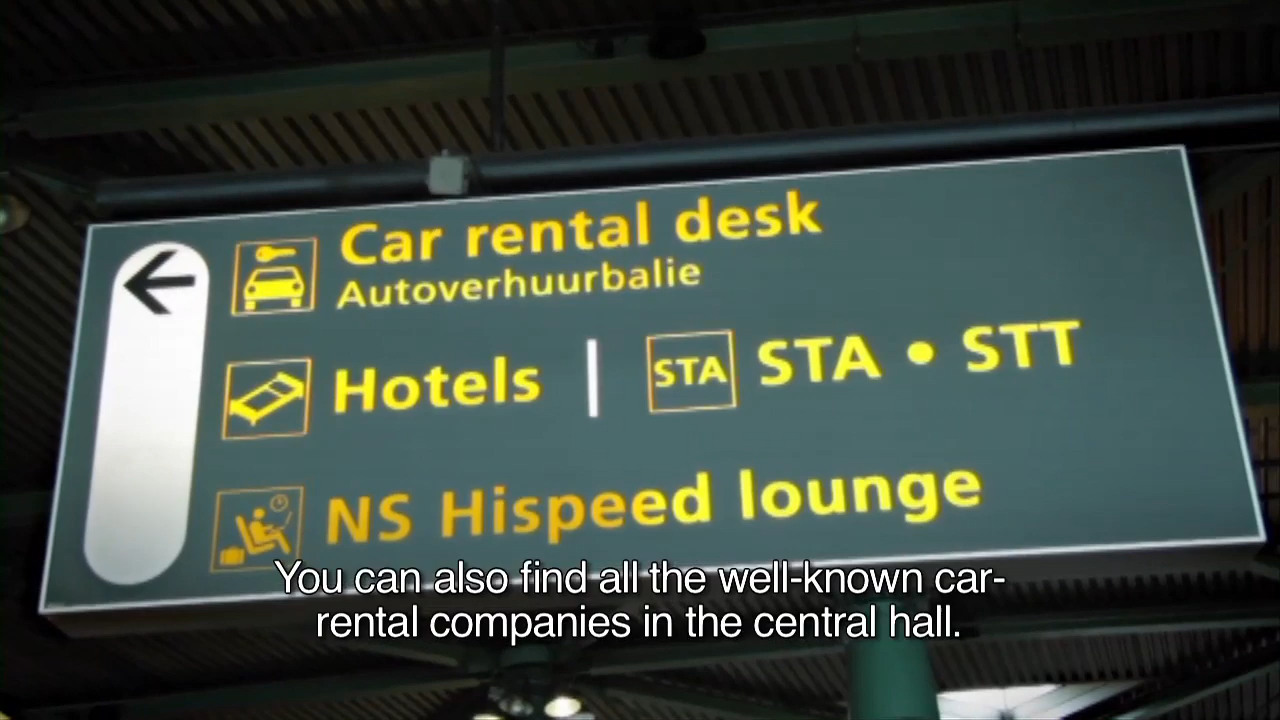 Car rental desk
Autoverhuurbalie
Hotels | STA STA • STT
NS Hispeed lounge
You can also find all the well-known car-
rental companies in the central hall.